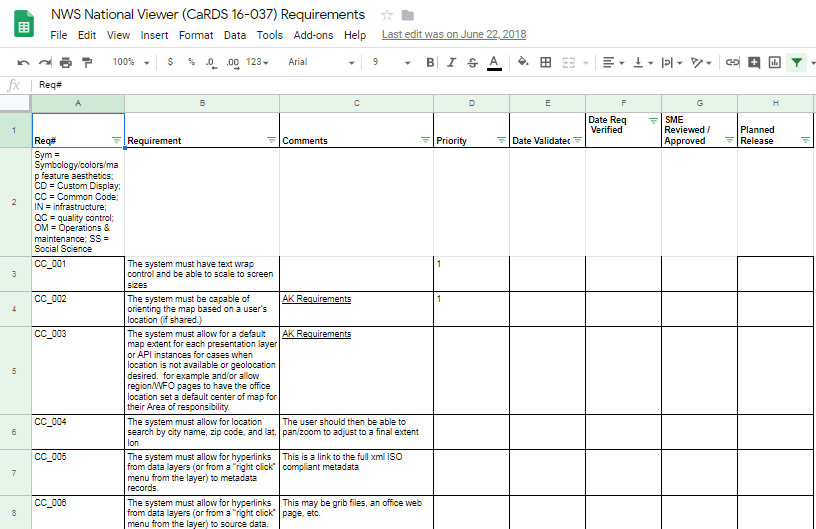 NWS National Viewer (CaRDS 16-037) Requirements
File Edit View Insert Format Data Tools Add-ons Help Last edit was on June 22, 2018
100% $ % .0 .00 123 Arial 9 B I S A
fx Req#
A B C D E F G H
1 Req# Requirement Comments Priority Date Validated Date Req SME Planned
Verified Reviewed / Release
Approved
2 Sym =
Symbology/colors/ma
p feature aesthetics;
CD = Custom Display;
CC = Common Code;
IN = infrastructure;
QC = quality control;
OM = Operations &
maintenance; SS =
Social Science
3 CC_001 The system must have text wrap 1
control and be able to scale to screen
sizes
4 CC_002 The system must be capable of AK Requirements 1
orienting the map based on a user's
location (if shared.)
5 CC_003 The system must allow for a default AK Requirements
map extent for each presentation layer
or API instances for cases when
location is not available or geolocation
desired. for example and/or allow
region/WFO pages to have the office
location set a default center of map for
their Area of responsibility.
6 CC_004 The system must allow for location The user should then be able to
search by city name, zip code, and lat, pan/zoom to adjust to a final extent
lon
7 CC_005 The system must allow for hyperlinks This is a link to the full xml ISO
from data layers (or from a "right click" compliant metadata
menu from the layer) to metadata
records.
8 CC_006 The system must allow for hyperlinks This may be grib files, an office web
from data layers (or from a "right click" page, etc.
menu from the layer) to source data.